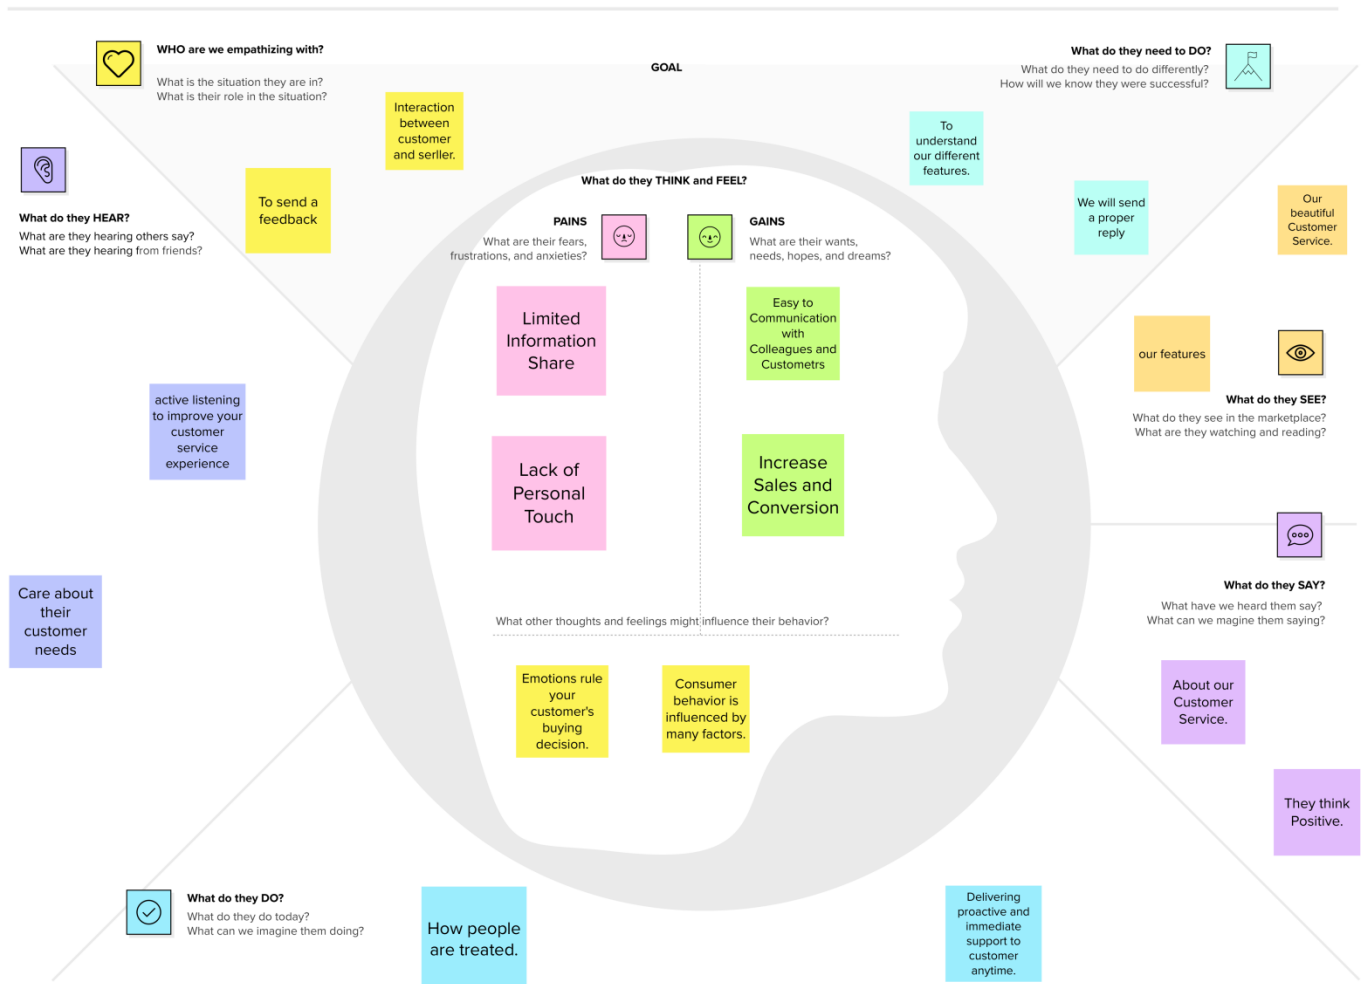 WHO are we empathizing with?
What is the situation they are in?
What is their role in the situation?
GOAL
What do they need to DO?
What do they need to do differently?
How will we know they were successful?
Interaction
between
customer
and serller.
To send a
feedback
To
understand
our different
features.
We will send
a proper
reply
What do they HEAR?
What are they hearing others say?
What are they hearing from friends?
active listening
to improve your
customer
service
experience
Care about
their
customer
needs
What do they THINK and FEEL?
PAINS
What are their fears,
frustrations, and anxieties?
GAINS
What are their wants,
needs, hopes, and dreams?
Limited
Information
Share
Lack of
Personal
Touch
Easy to
Communication
with
Colleagues and
Custometrs
Increase
Sales and
Conversion
What other thoughts and feelings might influence their behavior?
Emotions rule
your
customer's
buying
decision.
Consumer
behavior is
influenced by
many factors.
Our
beautiful
Customer
Service.
our features
What do they SEE?
What do they see in the marketplace?
What are they watching and reading?
What do they SAY?
What have we heard them say?
What can we magine them saying?
About our
Customer
Service.
They think
Positive.
What do they DO?
What do they do today?
What can we imagine them doing?
How people
are treated.
Delivering
proactive and
immediate
support to
customer
anytime.